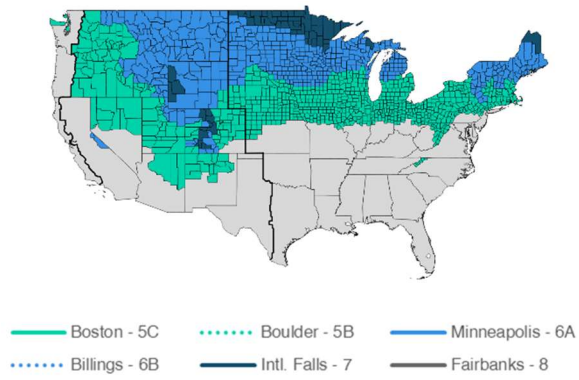 Boston - 5C Boulder - 5B Minneapolis - 6A
Billings - 6B Intl. Falls - 7 Fairbanks - 8